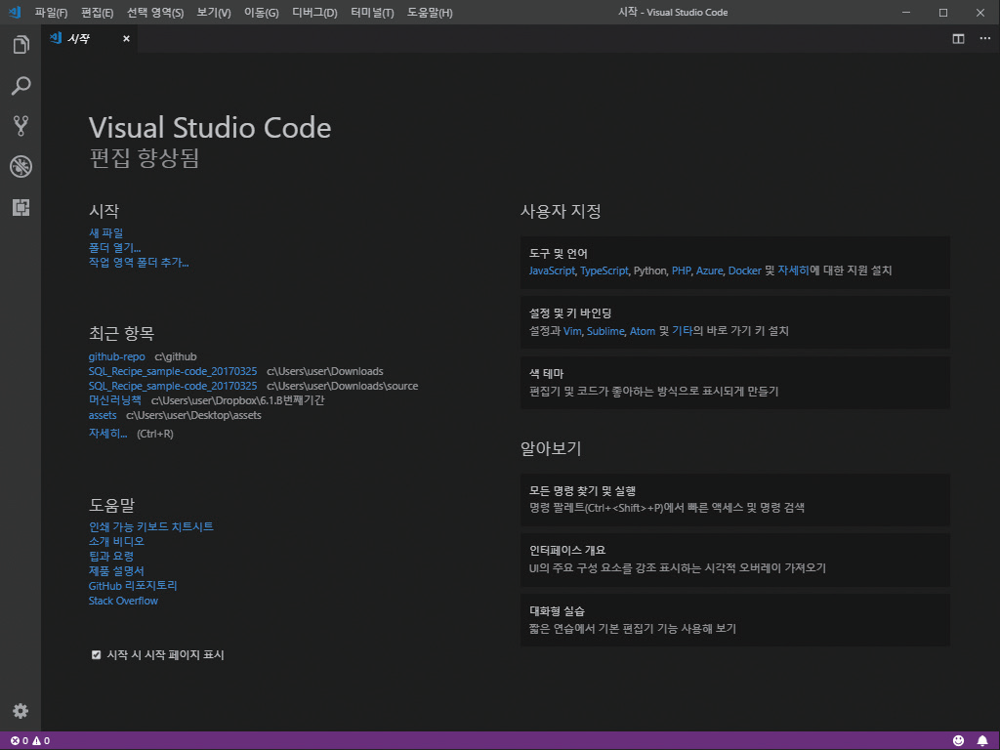 파일(F) 편집(E) 선택 영역(S) 보기(V) 이동(G) 디버그(D) 터미널(T) 도움말(H) 시작 - Visual Studio Code
시작
Visual Studio Code
편집 향상됨
시작
새 파일
폴더 열기...
작업 영역 폴더 추가...
최근 항목
github-repo c:\github
SQL_Recipe_sample-code_20170325 c:\Users\user\Downloads
SQL_Recipe_sample-code_20170325 c:\Users\user\Downloads\source
머신러닝책 c:\Users\user\Dropbox\6.1.B번째기간
assets c:\Users\user\Desktop\assets
자세히... (Ctrl+R)
도움말
인쇄 가능 키보드 치트시트
소개 비디오
팁과 요령
제품 설명서
GitHub 리포지토리
Stack Overflow
시작 시 시작 페이지 표시
사용자 지정
도구 및 언어
JavaScript, TypeScript, Python, PHP, Azure, Docker 및 자세히에 대한 지원 설치
설정 및 키 바인딩
설정과 Vim, Sublime, Atom 및 기타의 바로 가기 키 설치
색 테마
편집기 및 코드가 좋아하는 방식으로 표시되게 만들기
알아보기
모든 명령 찾기 및 실행
명령 팔레트(Ctrl+<Shift>+P)에서 빠른 액세스 및 명령 검색
인터페이스 개요
UI의 주요 구성 요소를 강조 표시하는 시각적 오버레이 가져오기
대화형 실습
짧은 연습에서 기본 편집기 기능 사용해 보기
0 0